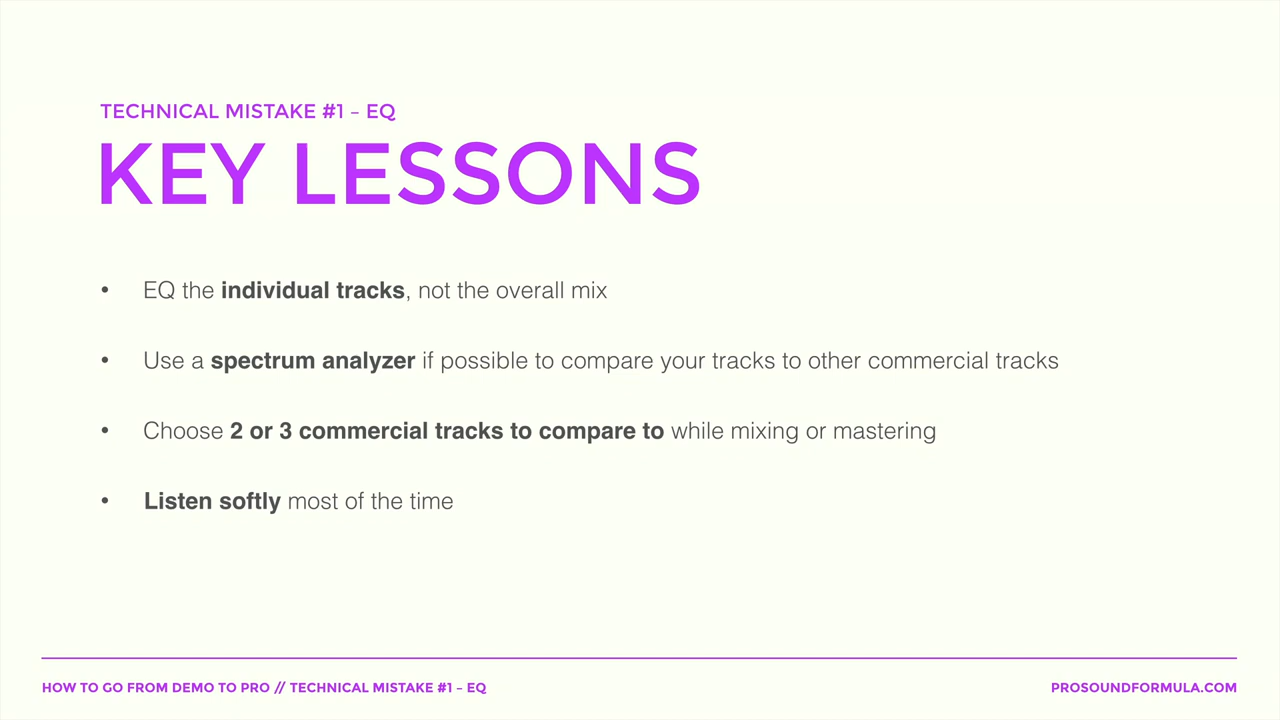 TECHNICAL MISTAKE #1 – EQ
KEY LESSONS
• EQ the individual tracks, not the overall mix
• Use a spectrum analyzer if possible to compare your tracks to other commercial tracks
• Choose 2 or 3 commercial tracks to compare to while mixing or mastering
• Listen softly most of the time
HOW TO GO FROM DEMO TO PRO // TECHNICAL MISTAKE #1 – EQ
PROSOUNDFORMULA.COM